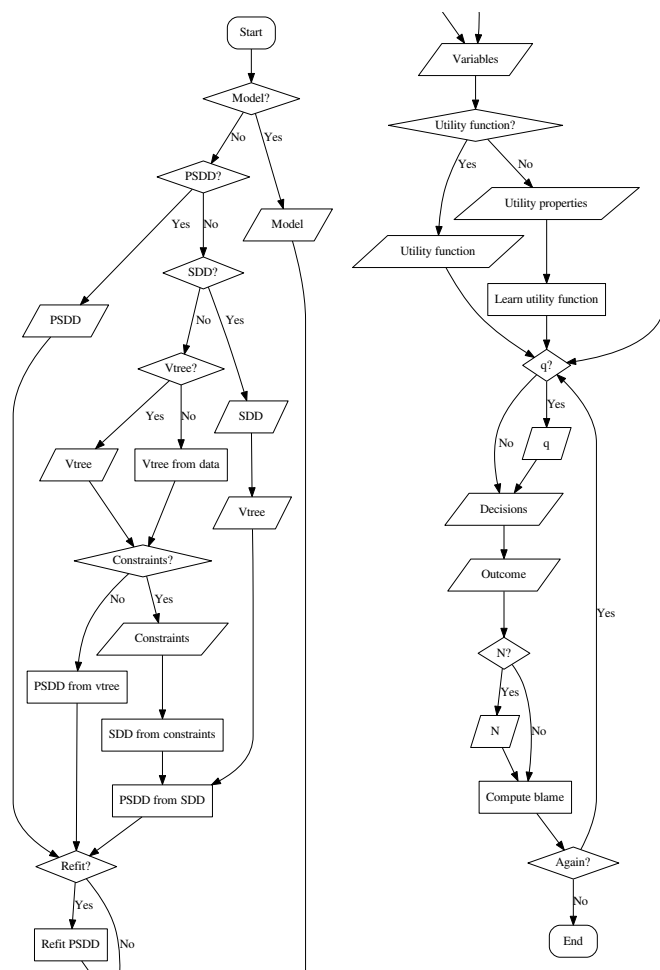 Start
Model?
No
Yes
PSDD?
Model
Yes
No
SDD?
PSDD
No
Yes
Vtree?
SDD
Yes
No
Vtree
Vtree from data
Vtree
Constraints?
No
Yes
Constraints
PSDD from vtree
SDD from constraints
PSDD from SDD
Refit?
Yes
No
Refit PSDD
Variables
Utility function?
Yes
No
Utility properties
Utility function
Learn utility function
q?
Yes
No
q
Decisions
Outcome
N?
Yes
N
No
Compute blame
Yes
Again?
No
End